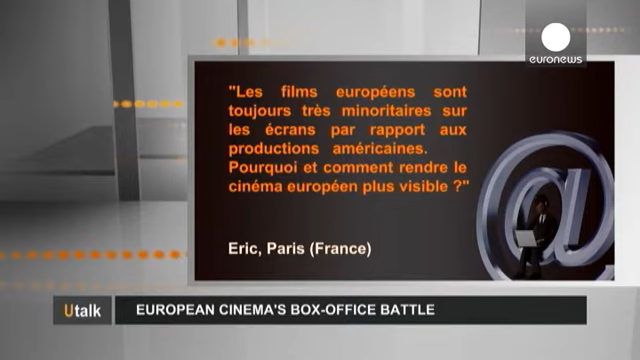 euronews
"Les films européens sont
toujours très minoritaires sur
les écrans par rapport aux
productions américaines.
Pourquoi et comment rendre le
cinéma européen plus visible ?"
@
Eric, Paris (France)
Utalk EUROPEAN CINEMA'S BOX-OFFICE BATTLE